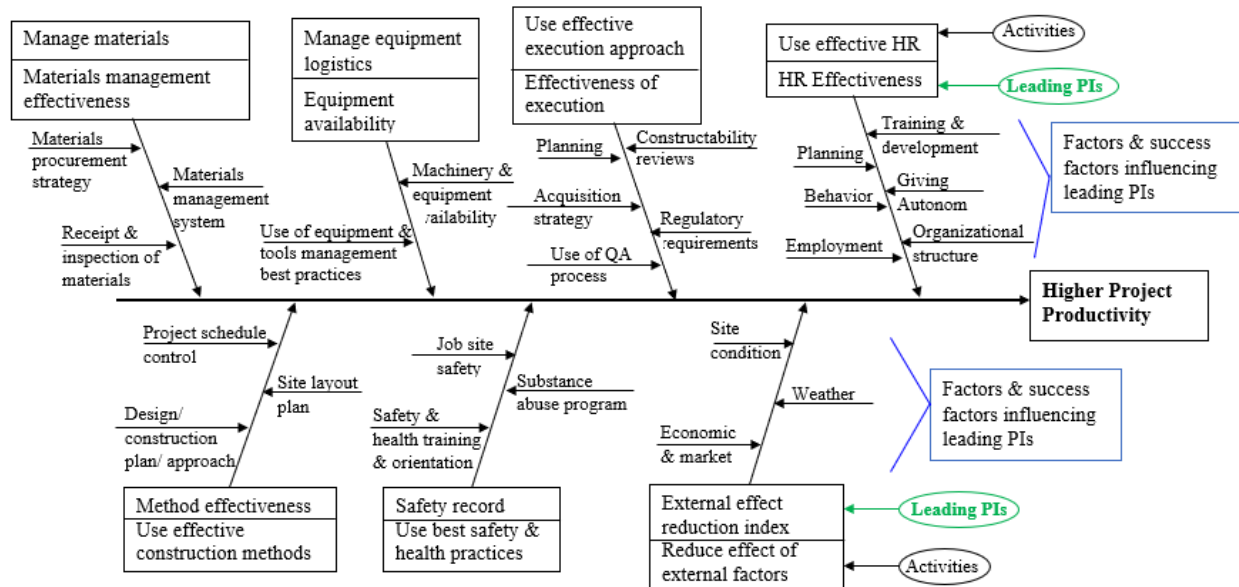 Manage materials
Materials management
effectiveness
Manage equipment
logistics
Equipment
availability
Use effective
execution approach
Effectiveness of
execution
Use effective HR
HR Effectiveness
Activities
Leading PIs
Materials
procurement
strategy
Materials
management
system
Receipt &
inspection of
materials
Machinery &
equipment
vailability
Use of equipment &
tools management
best practices
Planning
Constructability
reviews
Acquisition
strategy
Regulatory
requirements
Use of QA
process
Training &
development
Planning
Giving
Autonom
Behavior
Organizational
structure
Employment
Factors & success
factors influencing
leading PIs
Higher Project
Productivity
Project schedule
control
Site layout
plan
Design/
construction
plan/ approach
Job site
safety
Substance
abuse program
Safety &
health training
& orientation
Site
condition
Weather
Economic
& market
Factors & success
factors influencing
leading PIs
Method effectiveness
Use effective
construction methods
Safety record
Use best safety &
health practices
External effect
reduction index
Reduce effect of
external factors
Leading PIs
Activities